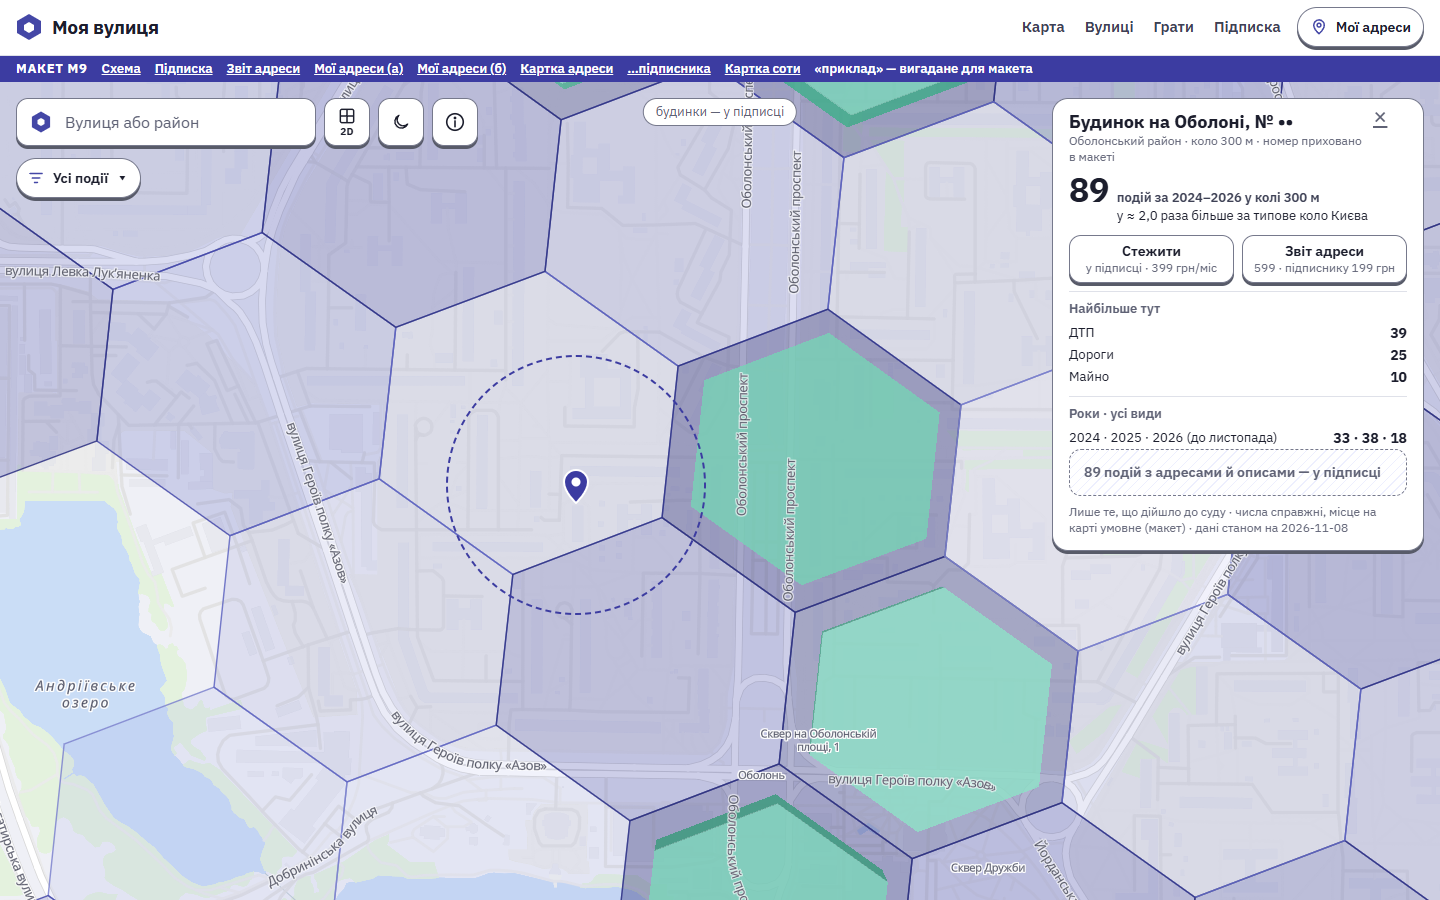 Моя вулиця
Карта
Вулиці
Грати
Підписка
Мої адреси
МАКЕТ М9
Схема
Підписка
Звіт адреси
Мої адреси (а)
Мої адреси (б)
Картка адреси
…підписника
Картка соти
«приклад» — вигадане для макета
Вулиця або район
2D
будинки — у підписці
Усі події
Будинок на Оболоні, № ••
Оболонський район · коло 300 м · номер приховано
в макеті
89 подій за 2024–2026 у колі 300 м
у ≈ 2,0 раза більше за типове коло Києва
Стежити
у підписці · 399 грн/міс
Звіт адреси
599 · підписнику 199 грн
Найбільше тут
ДТП 39
Дороги 25
Майно 10
Роки · усі види
2024 · 2025 · 2026 (до листопада) 33 · 38 · 18
89 подій з адресами й описами — у підписці
Лише те, що дійшло до суду · числа справжні, місце на
карті умовне (макет) · дані станом на 2026-11-08
Оболонський
Оболонський проспект
вулиця Левка Лук'яненка
вулиця Героїв полку «Азов»
Оболонський проспект
Оболонський проспект
вулиця Героїв полку
Андріївське
озеро
вулиця Героїв полку «Азов»
Сквер на Оболонській
площі, 1
Оболонь
вулиця Героїв полку «Азов»
Оболонський
Добринінська вулиця
Сквер Дружби